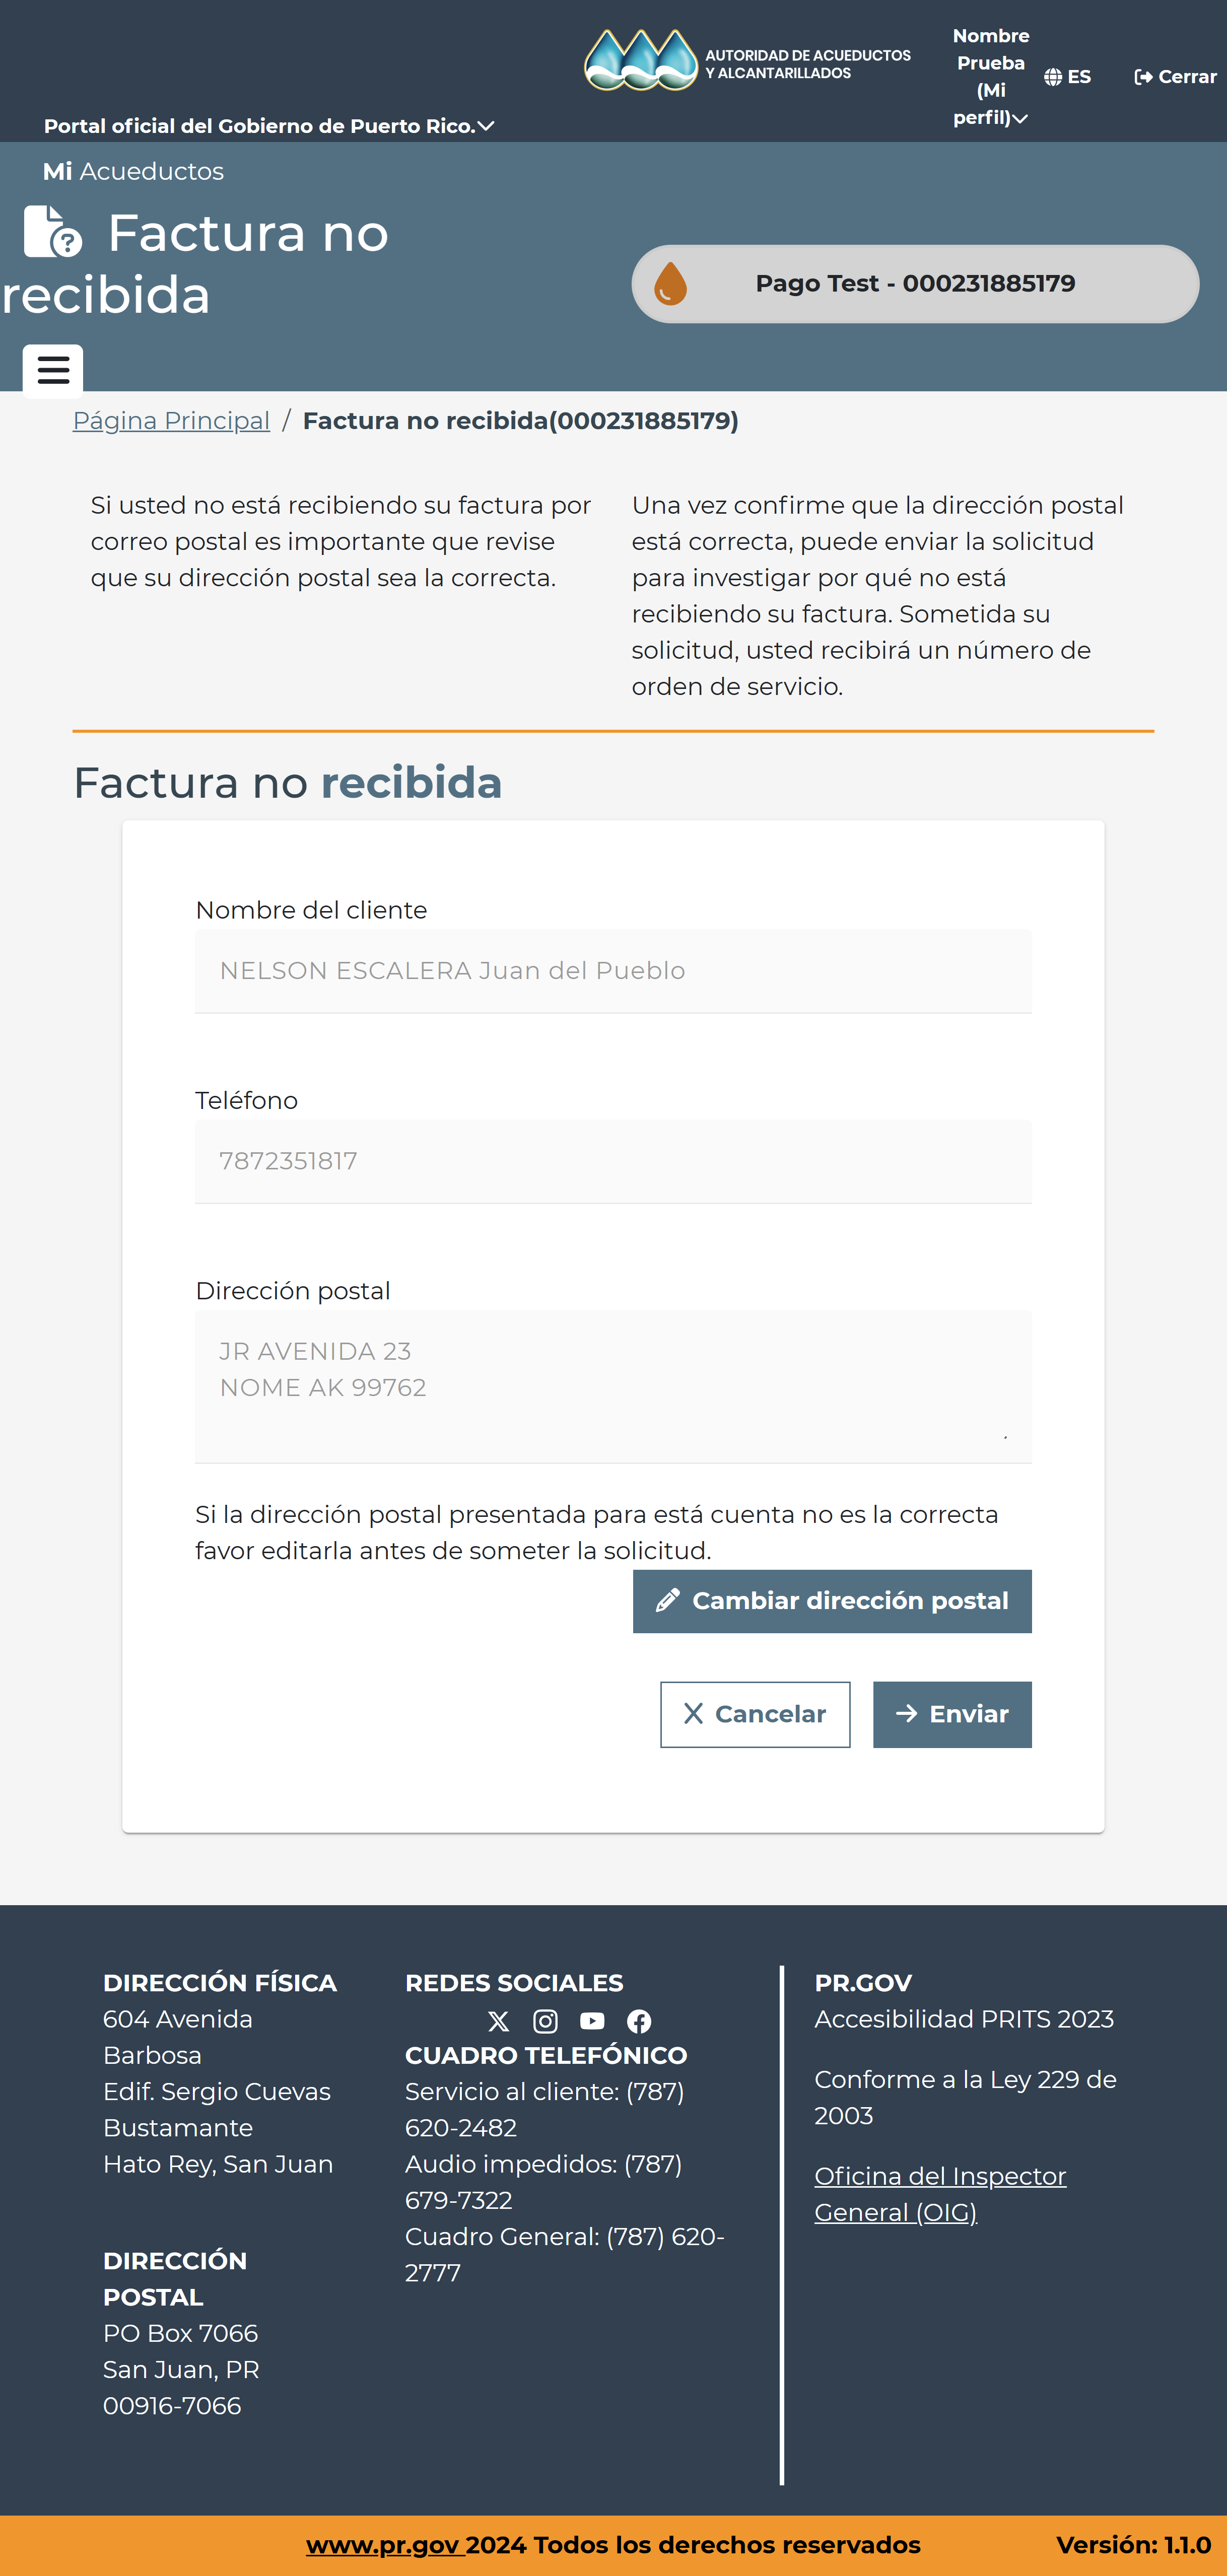 AUTORIDAD DE ACUEDUCTOS
Y ALCANTARILLADOS
Nombre
Prueba
(Mi
perfil)
ES
Cerrar
Portal oficial del Gobierno de Puerto Rico.
Mi Acueductos
Factura no
recibida
Pago Test - 000231885179
Página Principal / Factura no recibida(000231885179)
Si usted no está recibiendo su factura por
correo postal es importante que revise
que su dirección postal sea la correcta.
Una vez confirme que la dirección postal
está correcta, puede enviar la solicitud
para investigar por qué no está
recibiendo su factura. Sometida su
solicitud, usted recibirá un número de
orden de servicio.
Factura no recibida
Nombre del cliente
NELSON ESCALERA Juan del Pueblo
Teléfono
7872351817
Dirección postal
JR AVENIDA 23
NOME AK 99762
Si la dirección postal presentada para está cuenta no es la correcta
favor editarla antes de someter la solicitud.
Cambiar dirección postal
Cancelar
Enviar
DIRECCIÓN FÍSICA
604 Avenida
Barbosa
Edif. Sergio Cuevas
Bustamante
Hato Rey, San Juan
DIRECCIÓN
POSTAL
PO Box 7066
San Juan, PR
00916-7066
REDES SOCIALES
CUADRO TELEFÓNICO
Servicio al cliente: (787)
620-2482
Audio impedidos: (787)
679-7322
Cuadro General: (787) 620-
2777
PR.GOV
Accesibilidad PRITS 2023
Conforme a la Ley 229 de
2003
Oficina del Inspector
General (OIG)
www.pr.gov 2024 Todos los derechos reservados
Versión: 1.1.0